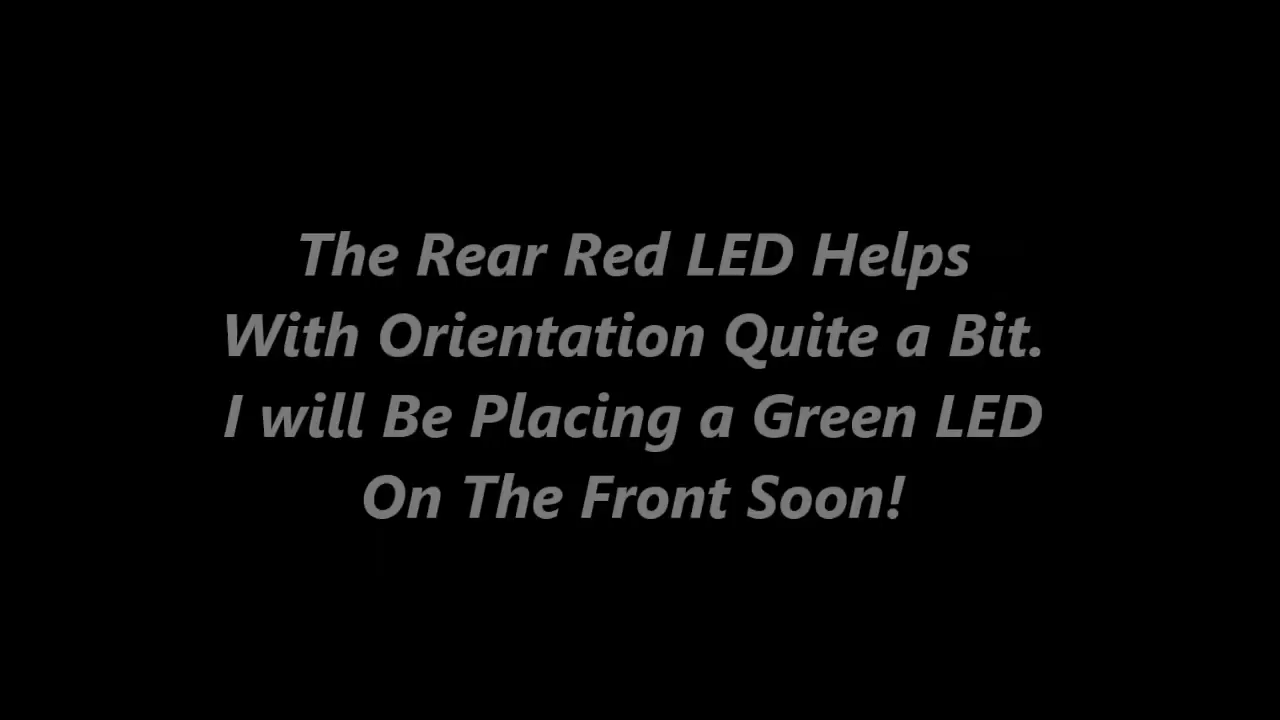 The Rear Red LED Helps
With Orientation Quite a Bit.
I will Be Placing a Green LED
On The Front Soon!